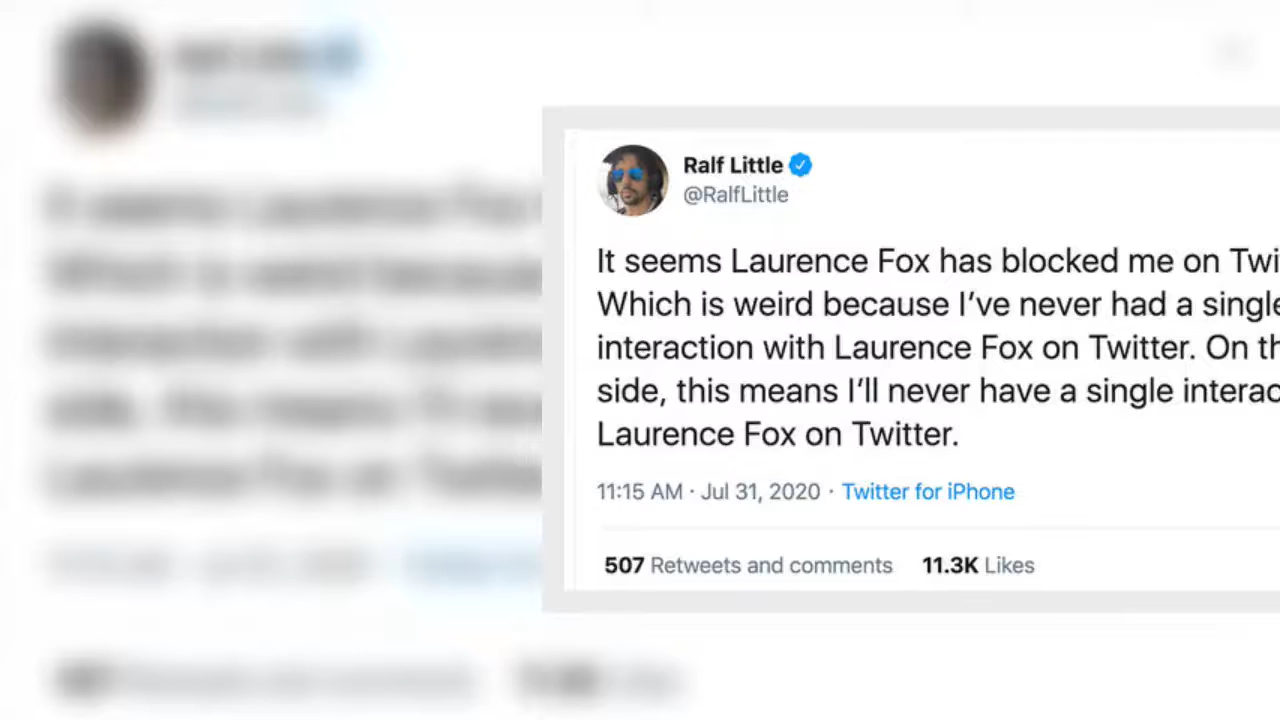 Ralf Little
@RalfLittle
It seems Laurence Fox has blocked me on Twi
Which is weird because I’ve never had a single
interaction with Laurence Fox on Twitter. On th
side, this means I’ll never have a single interac
Laurence Fox on Twitter.
11:15 AM · Jul 31, 2020 · Twitter for iPhone
507 Retweets and comments 11.3K Likes